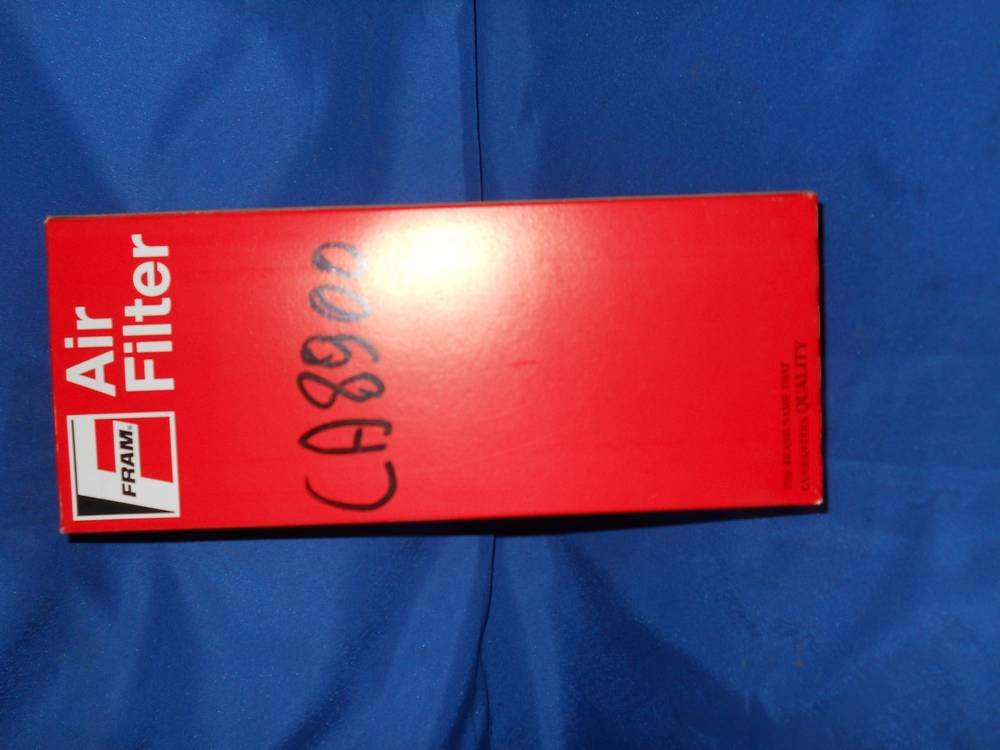 FRAM®
Air
Filter
CA8900
THE BRAND NAME THAT
GUARANTEES QUALITY